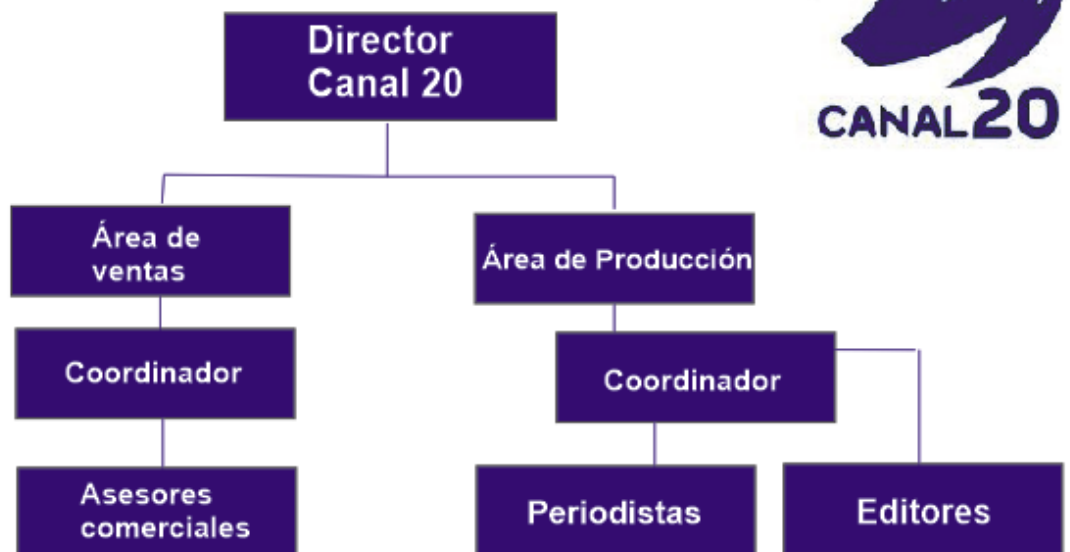 Director
Canal 20
CANAL20
Área de
ventas
Área de Producción
Coordinador
Coordinador
Asesores
comerciales
Periodistas
Editores